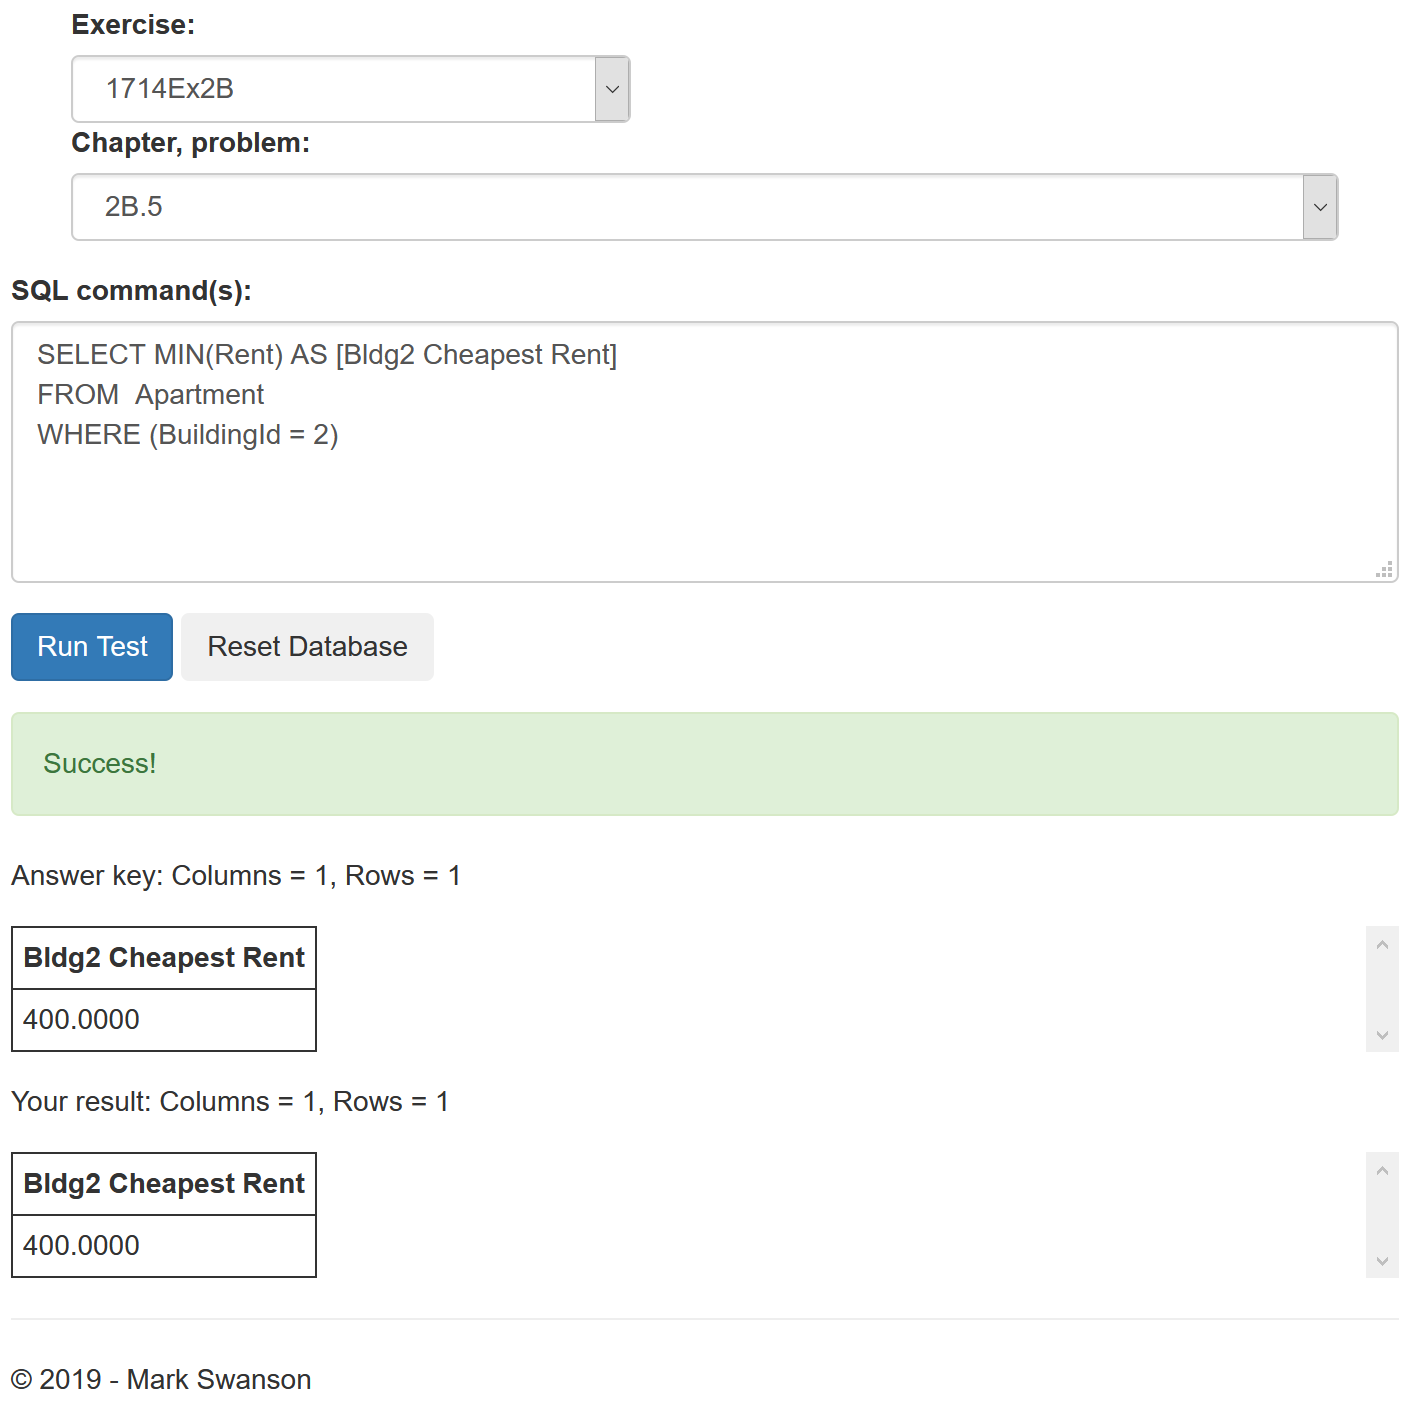 Exercise:
1714Ex2B
Chapter, problem:
2B.5
SQL command(s):
SELECT MIN(Rent) AS [Bldg2 Cheapest Rent]
FROM  Apartment
WHERE (BuildingId = 2)
Run Test Reset Database
Success!
Answer key: Columns = 1, Rows = 1
Bldg2 Cheapest Rent
400.0000
Your result: Columns = 1, Rows = 1
Bldg2 Cheapest Rent
400.0000
© 2019 - Mark Swanson